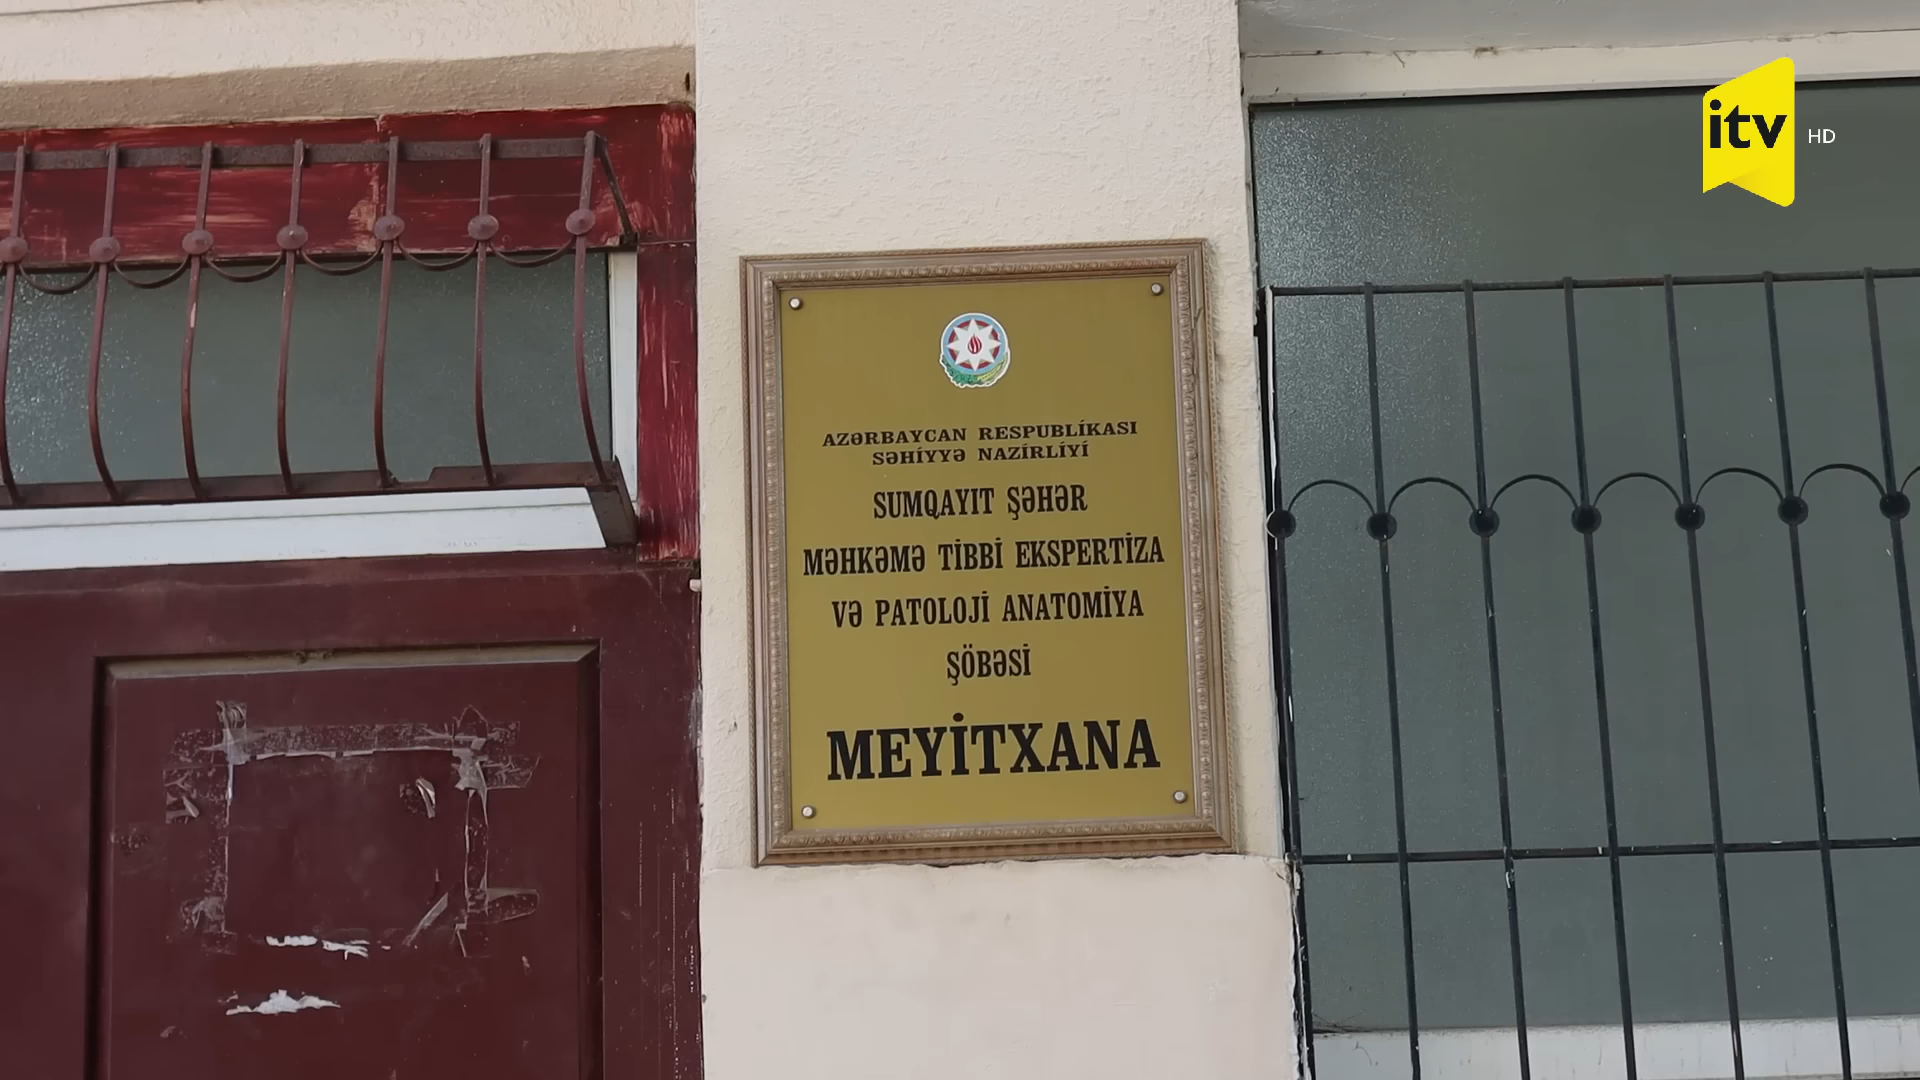 itv HD
AZƏRBAYCAN RESPUBLİKASI
SƏHİYYƏ NAZİRLİYİ
SUMQAYIT ŞƏHƏR
MƏHKƏMƏ TİBBİ EKSPERTİZA
VƏ PATOLOJİ ANATOMİYA
ŞÖBƏSİ
MEYİTXANA